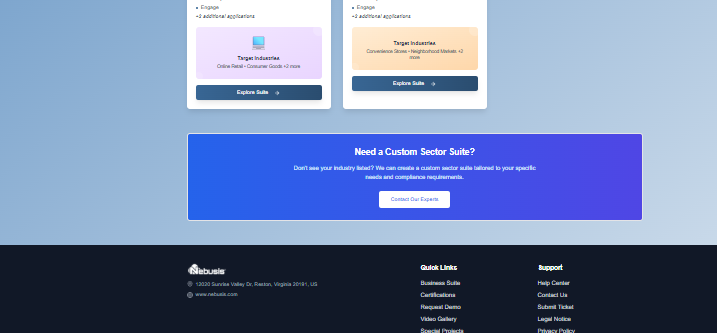 • Engage
+3 additional applications
Target Industries
Online Retail • Consumer Goods +2 more
Explore Suite →
• Engage
+3 additional applications
Target Industries
Convenience Stores • Neighborhood Markets +2
more
Explore Suite →
Need a Custom Sector Suite?
Don't see your industry listed? We can create a custom sector suite tailored to your specific
needs and compliance requirements.
Contact Our Experts
Nebusis
12020 Sunrise Valley Dr, Reston, Virginia 20191, US
www.nebusis.com
Quick Links
Business Suite
Certifications
Request Demo
Video Gallery
Special Projects
Support
Help Center
Contact Us
Submit Ticket
Legal Notice
Privacy Policy